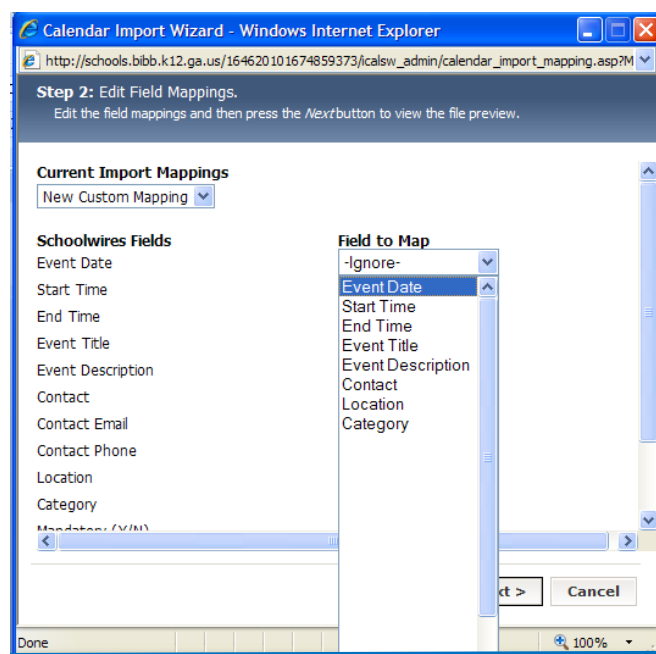 Calendar Import Wizard - Windows Internet Explorer
http://schools.bibb.k12.ga.us/164620101674859373/icalsw_admin/calendar_import_mapping.asp?M
Step 2: Edit Field Mappings.
Edit the field mappings and then press the Next button to view the file preview.
Current Import Mappings
New Custom Mapping
Schoolwires Fields
Field to Map
Event Date
-Ignore-
Start Time
Event Date
End Time
Start Time
Event Title
End Time
Event Description
Event Title
Contact
Event Description
Contact Email
Contact
Contact Phone
Location
Location
Category
Category
Mandatory (Y/N)
xt >
Cancel
Done
100%